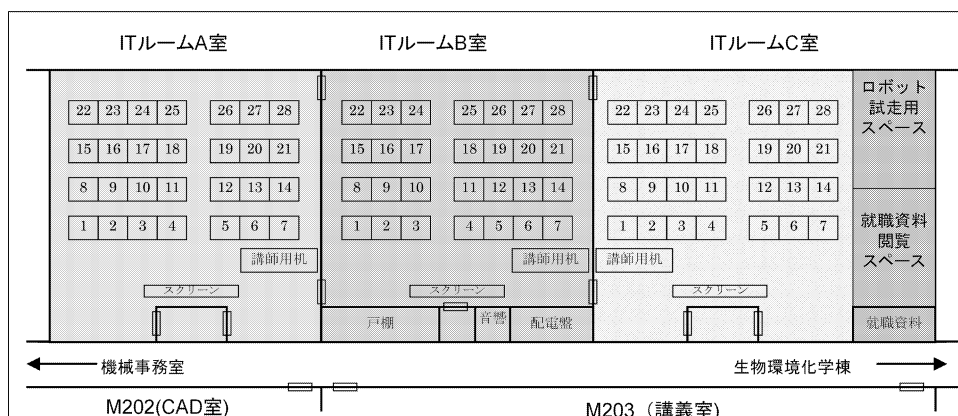 ITルームA室 ITルームB室 ITルームC室
22 23 24 25 26 27 28 22 23 24 25 26 27 28 22 23 24 25 26 27 28
15 16 17 18 19 20 21 15 16 17 18 19 20 21 15 16 17 18 19 20 21
8 9 10 11 12 13 14 8 9 10 11 12 13 14 8 9 10 11 12 13 14
1 2 3 4 5 6 7 1 2 3 4 5 6 7 1 2 3 4 5 6 7
ロボット
試走用
スペース
就職資料
閲覧
スペース
講師用机 講師用机 講師用机
スクリーン スクリーン スクリーン
戸棚 音響 配電盤 就職資料
機械事務室 生物環境化学棟
M202(CAD室) M203（講義室）